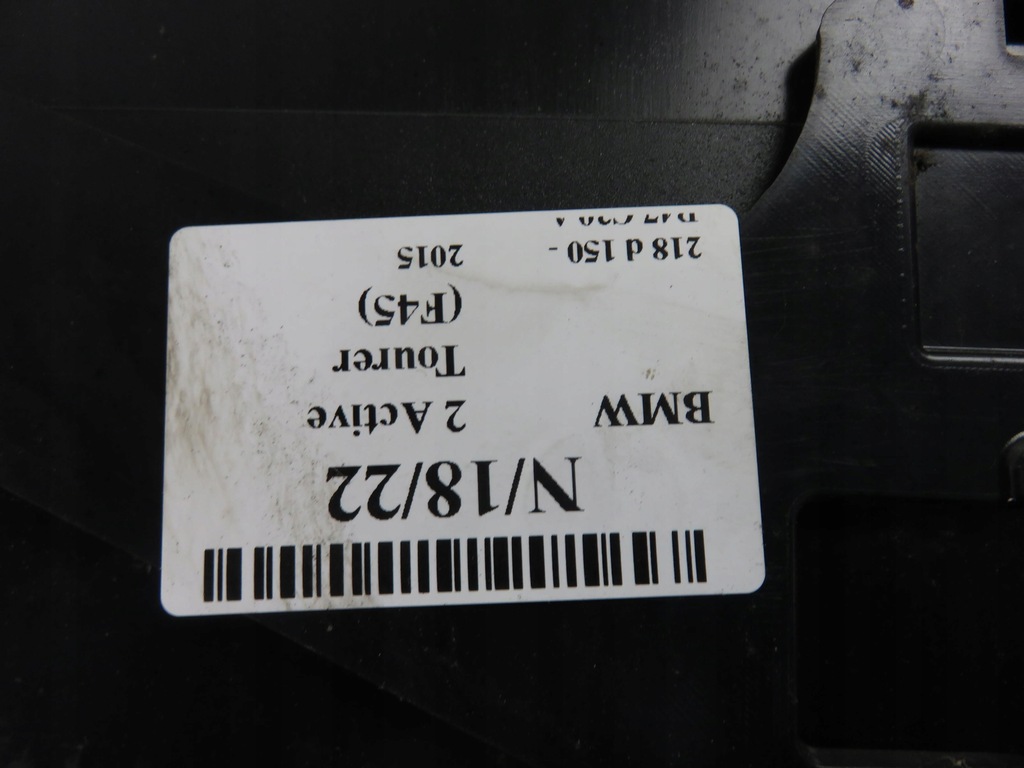 N/18/22
BMW 2 Active
Tourer
(F45)
218 d 150 - 2015